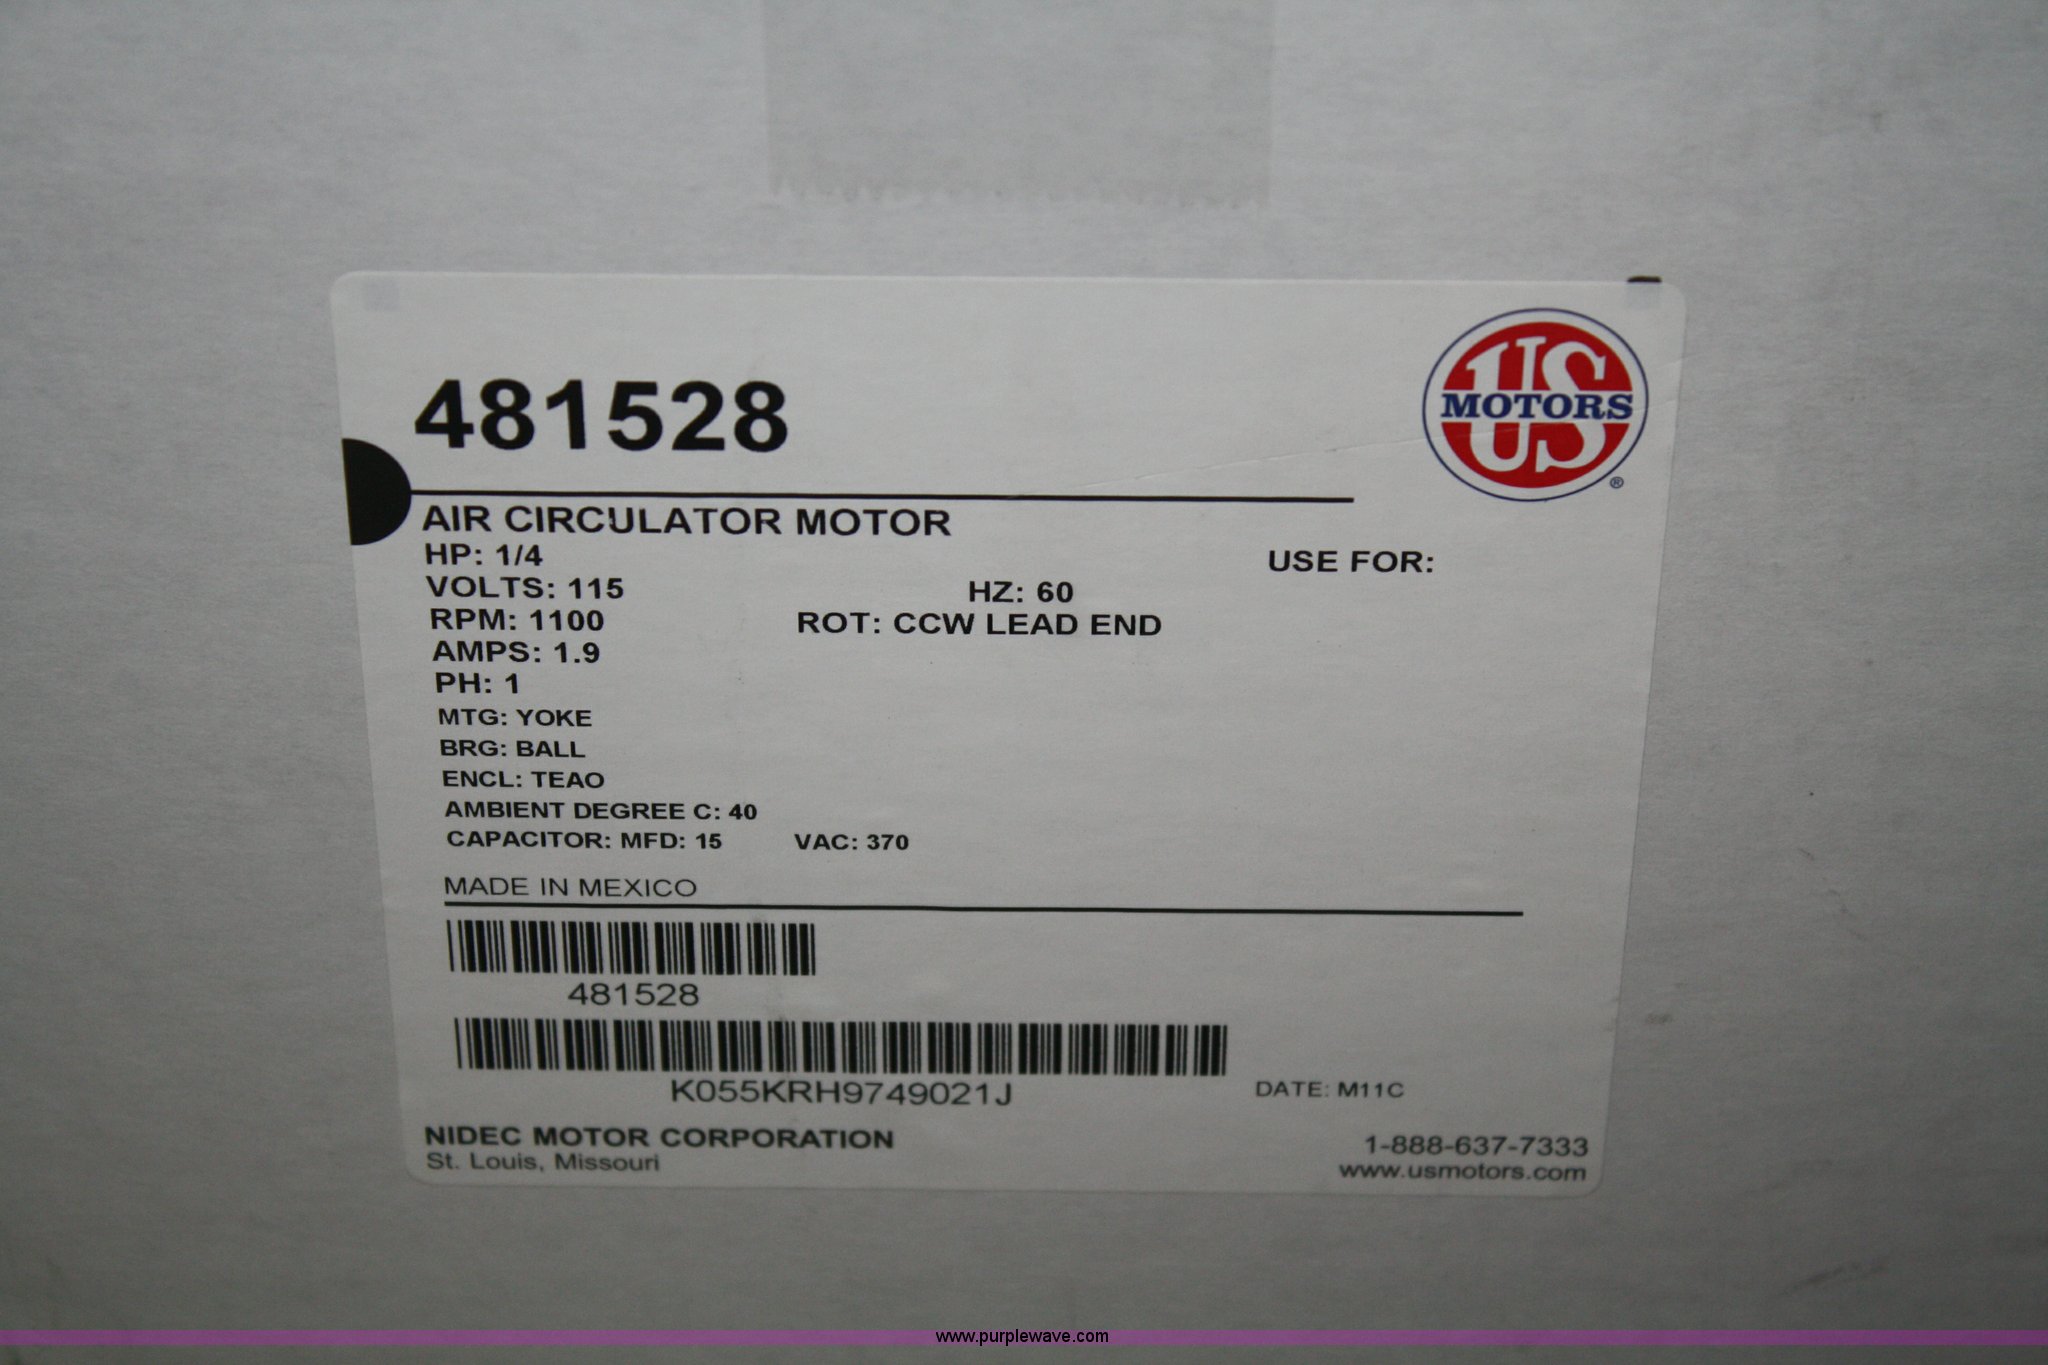 481528
US
MOTORS
®
AIR CIRCULATOR MOTOR
HP: 1/4
USE FOR:
VOLTS: 115 HZ: 60
RPM: 1100 ROT: CCW LEAD END
AMPS: 1.9
PH: 1
MTG: YOKE
BRG: BALL
ENCL: TEAO
AMBIENT DEGREE C: 40
CAPACITOR: MFD: 15 VAC: 370
MADE IN MEXICO
481528
K055KRH9749021J
DATE: M11C
NIDEC MOTOR CORPORATION
St. Louis, Missouri
1-888-637-7333
www.usmotors.com
www.purplewave.com